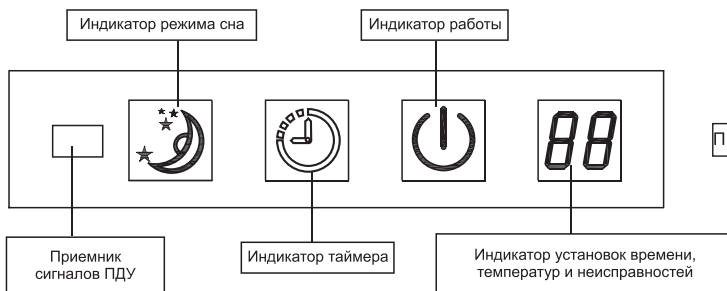 Индикатор режима сна
Индикатор работы
88
П
Приемник
сигналов ПДУ
Индикатор таймера
Индикатор установок времени,
температур и неисправностей